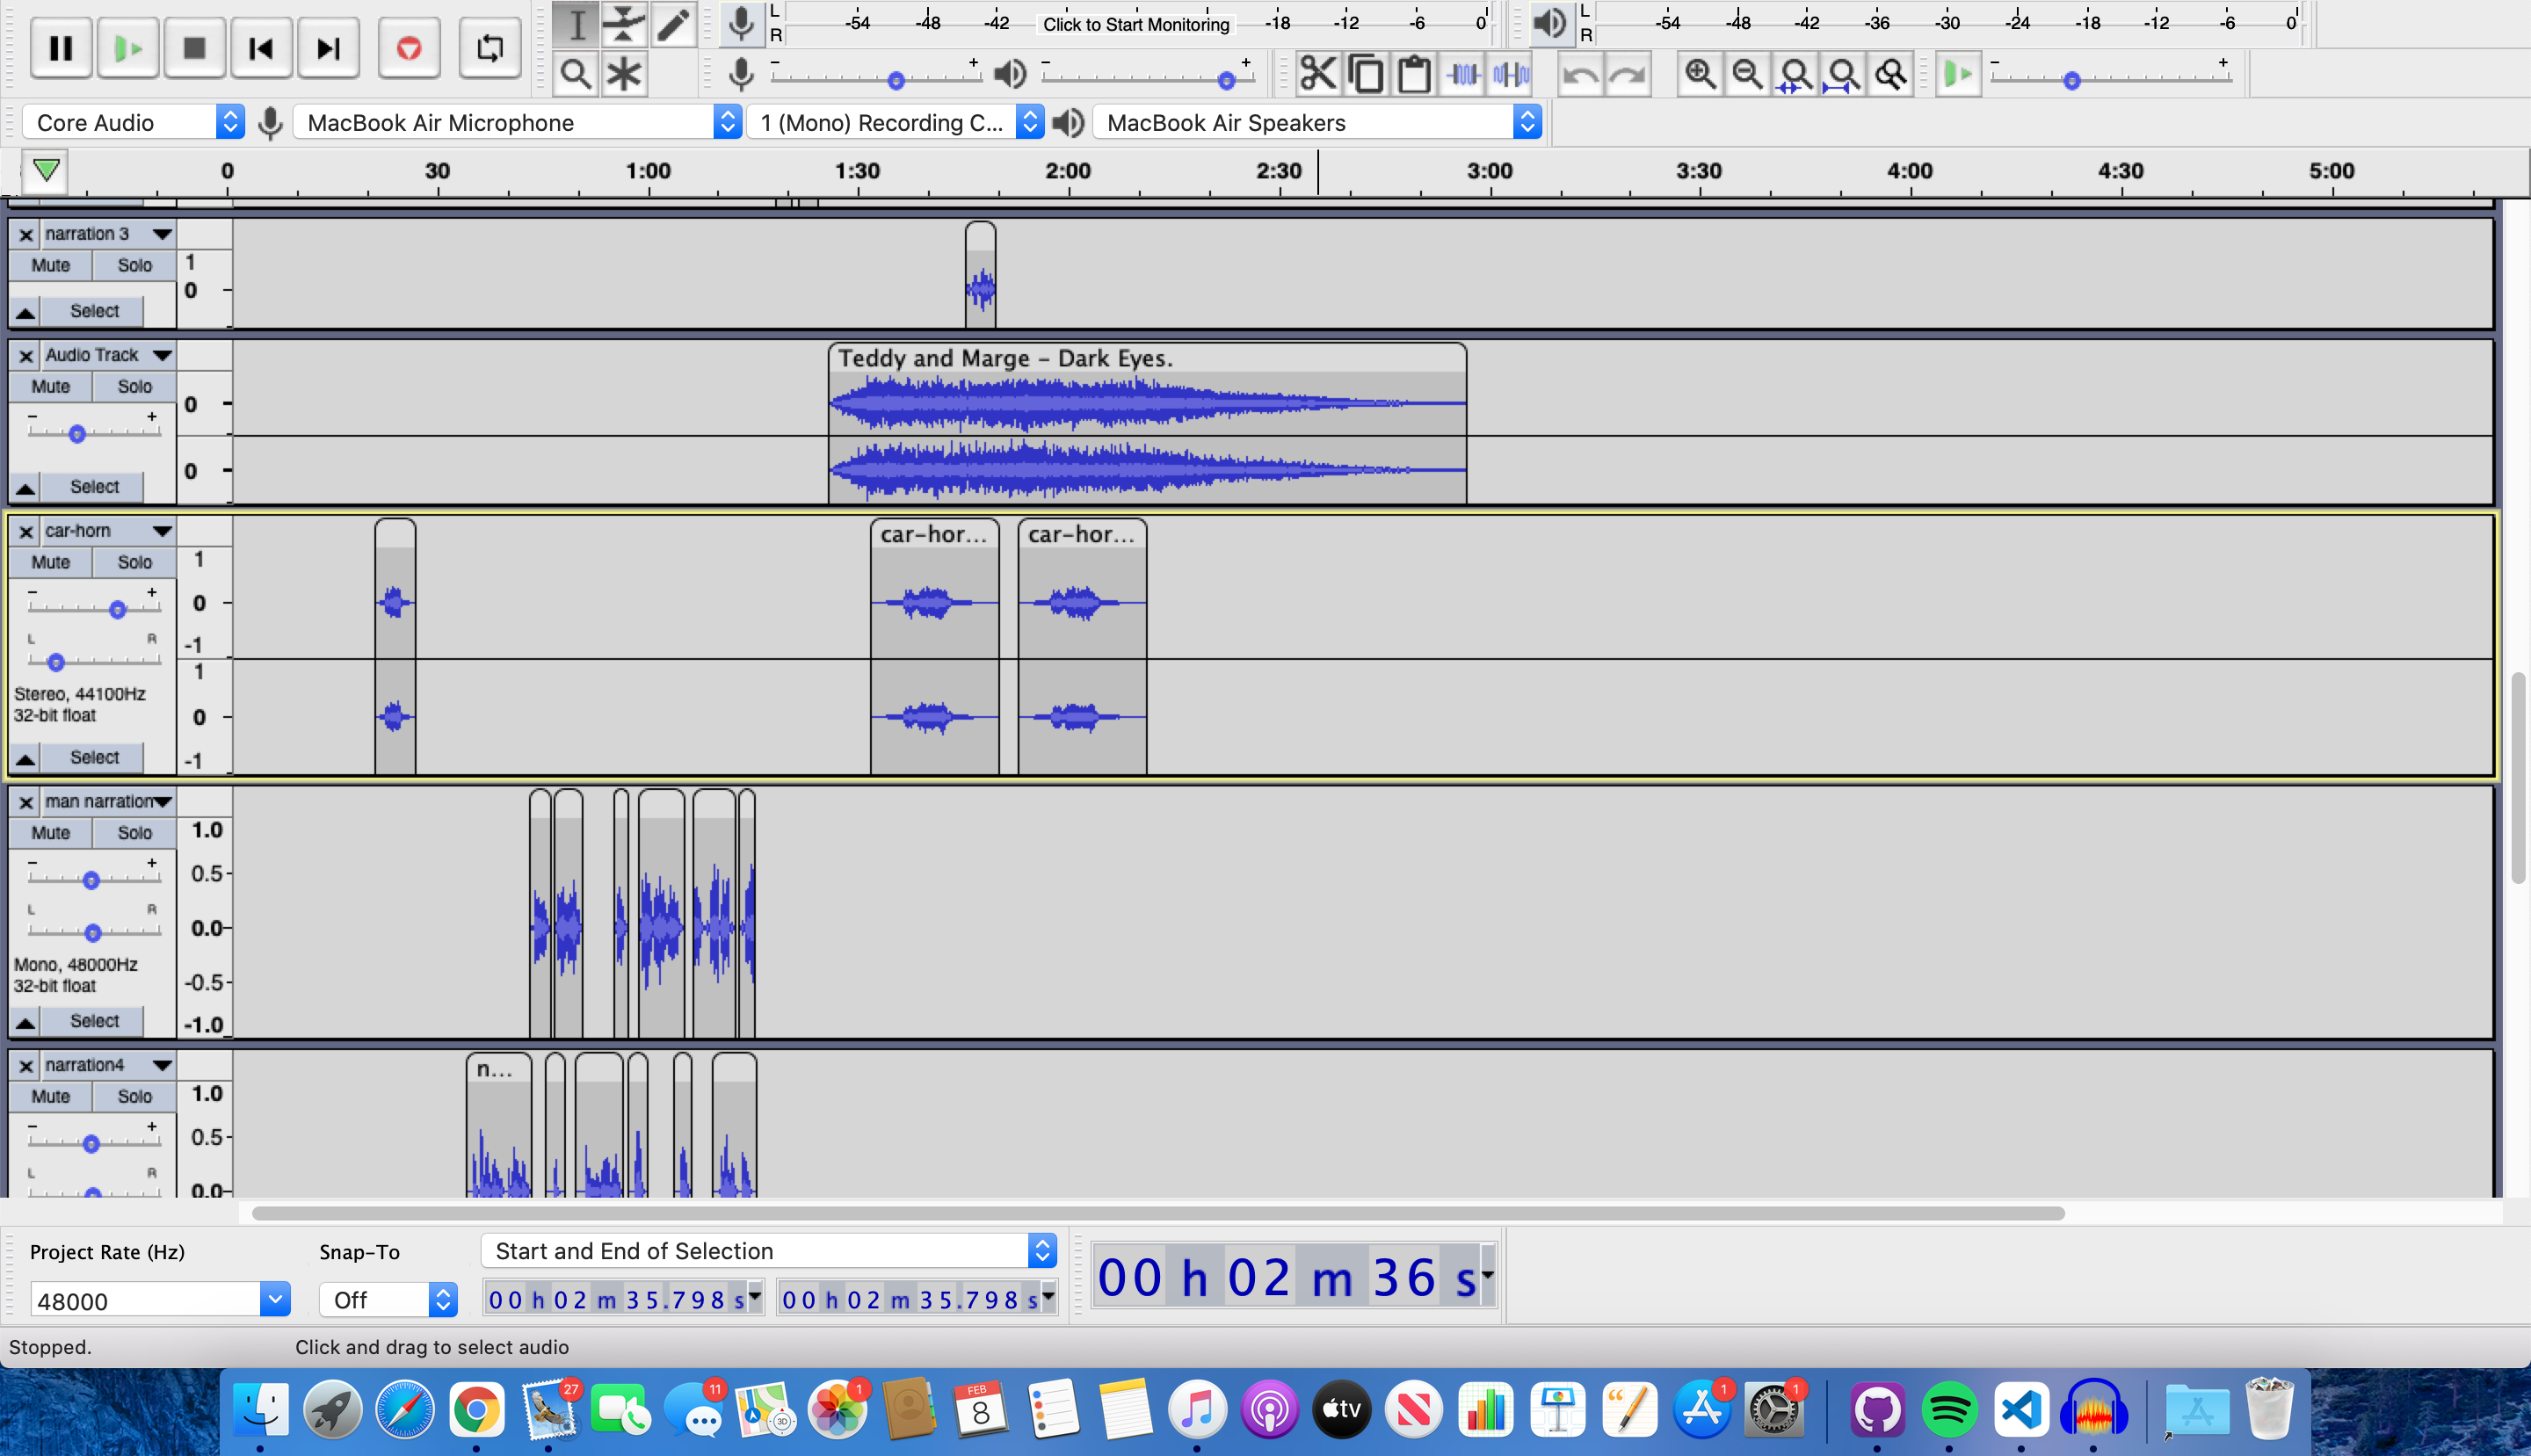 L
R
-54 -48 -42 Click to Start Monitoring -18 -12 -6 0
L
R
-54 -48 -42 -36 -30 -24 -18 -12 -6 0
- + - +
- +
Core Audio
MacBook Air Microphone
1 (Mono) Recording C...
MacBook Air Speakers
0 30 1:00 1:30 2:00 2:30 3:00 3:30 4:00 4:30 5:00
narration 3
Mute Solo
1
0
Select
Audio Track
Teddy and Marge – Dark Eyes.
Mute Solo
0
- +
0
Select
car-horn
car-hor... car-hor...
Mute Solo
1
- +
0
L R
-1
1
Stereo, 44100Hz
32-bit float
0
Select
-1
man narration
Mute Solo
1.0
- +
0.5
L R
0.0
Mono, 48000Hz
32-bit float
-0.5
Select
-1.0
narration4
n...
Mute Solo
1.0
- +
0.5
L R
0.0
Project Rate (Hz)
Snap-To
Start and End of Selection
48000
Off
00 h 02 m 35.798 s
00 h 02 m 35.798 s
00 h 02 m 36 s
Stopped.
Click and drag to select audio
27
11
3D
1
FEB
8
tv
1
1